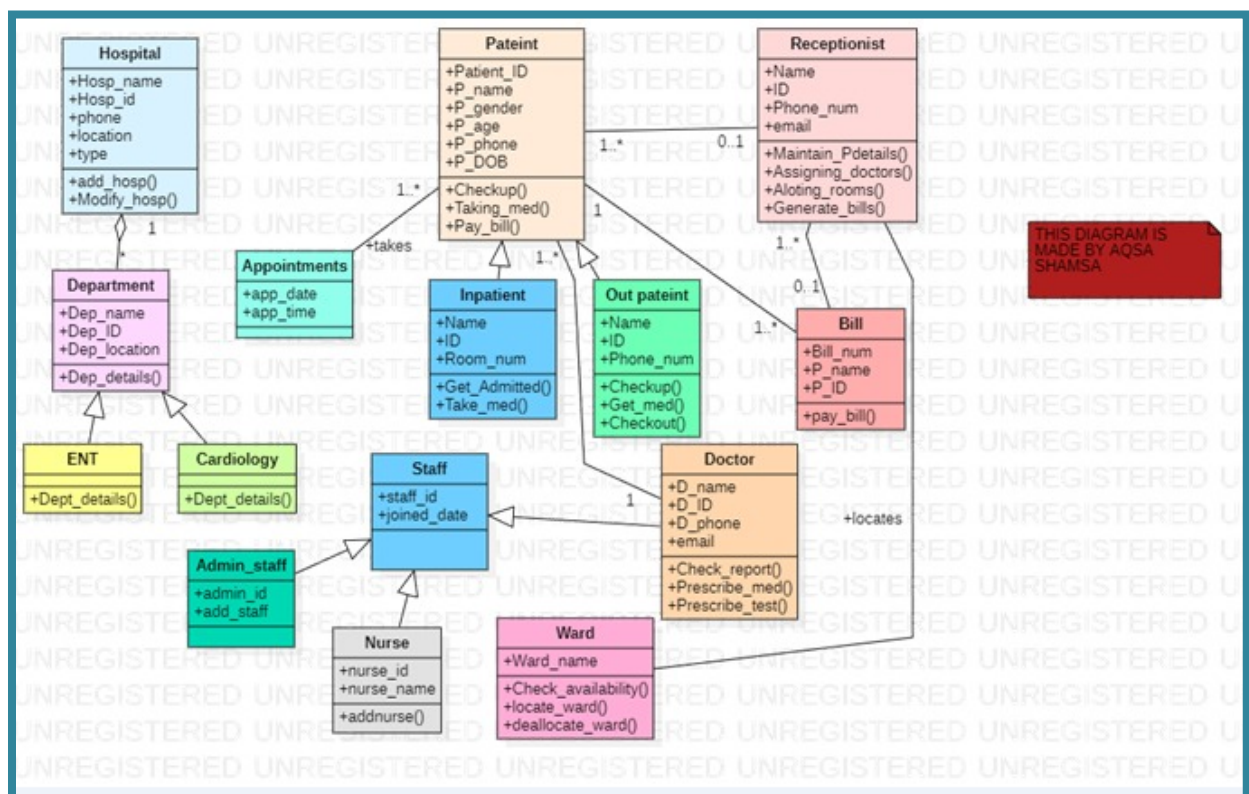 Hospital
+Hosp_name
+Hosp_id
+phone
+location
+type
+add_hosp()
+Modify_hosp()
1
*
Pateint
+Patient_ID
+P_name
+P_gender
+P_age
+P_phone
+P_DOB
+Checkup()
+Taking_med()
+Pay_bill()
1..*
0..1
Receptionist
+Name
+ID
+Phone_num
+email
+Maintain_Pdetails()
+Assigning_doctors()
+Aloting_rooms()
+Generate_bills()
THIS DIAGRAM IS
MADE BY AQSA
SHAMSA
1..*
+takes
1
1..*
1..*
1..*
0..1
Department
+Dep_name
+Dep_ID
+Dep_location
+Dep_details()
Appointments
+app_date
+app_time
Inpatient
+Name
+ID
+Room_num
+Get_Admitted()
+Take_med()
Out pateint
+Name
+ID
+Phone_num
+Checkup()
+Get_med()
+Checkout()
Bill
+Bill_num
+P_name
+P_ID
+pay_bill()
ENT
+Dept_details()
Cardiology
+Dept_details()
Staff
+staff_id
+joined_date
1
Doctor
+D_name
+D_ID
+D_phone
+email
+Check_report()
+Prescribe_med()
+Prescribe_test()
+locates
Admin_staff
+admin_id
+add_staff
Nurse
+nurse_id
+nurse_name
+addnurse()
Ward
+Ward_name
+Check_availability()
+locate_ward()
+deallocate_ward()
UNREGISTERED UNREGISTERED UNREGISTERED UNREGISTERED UNREGISTERED